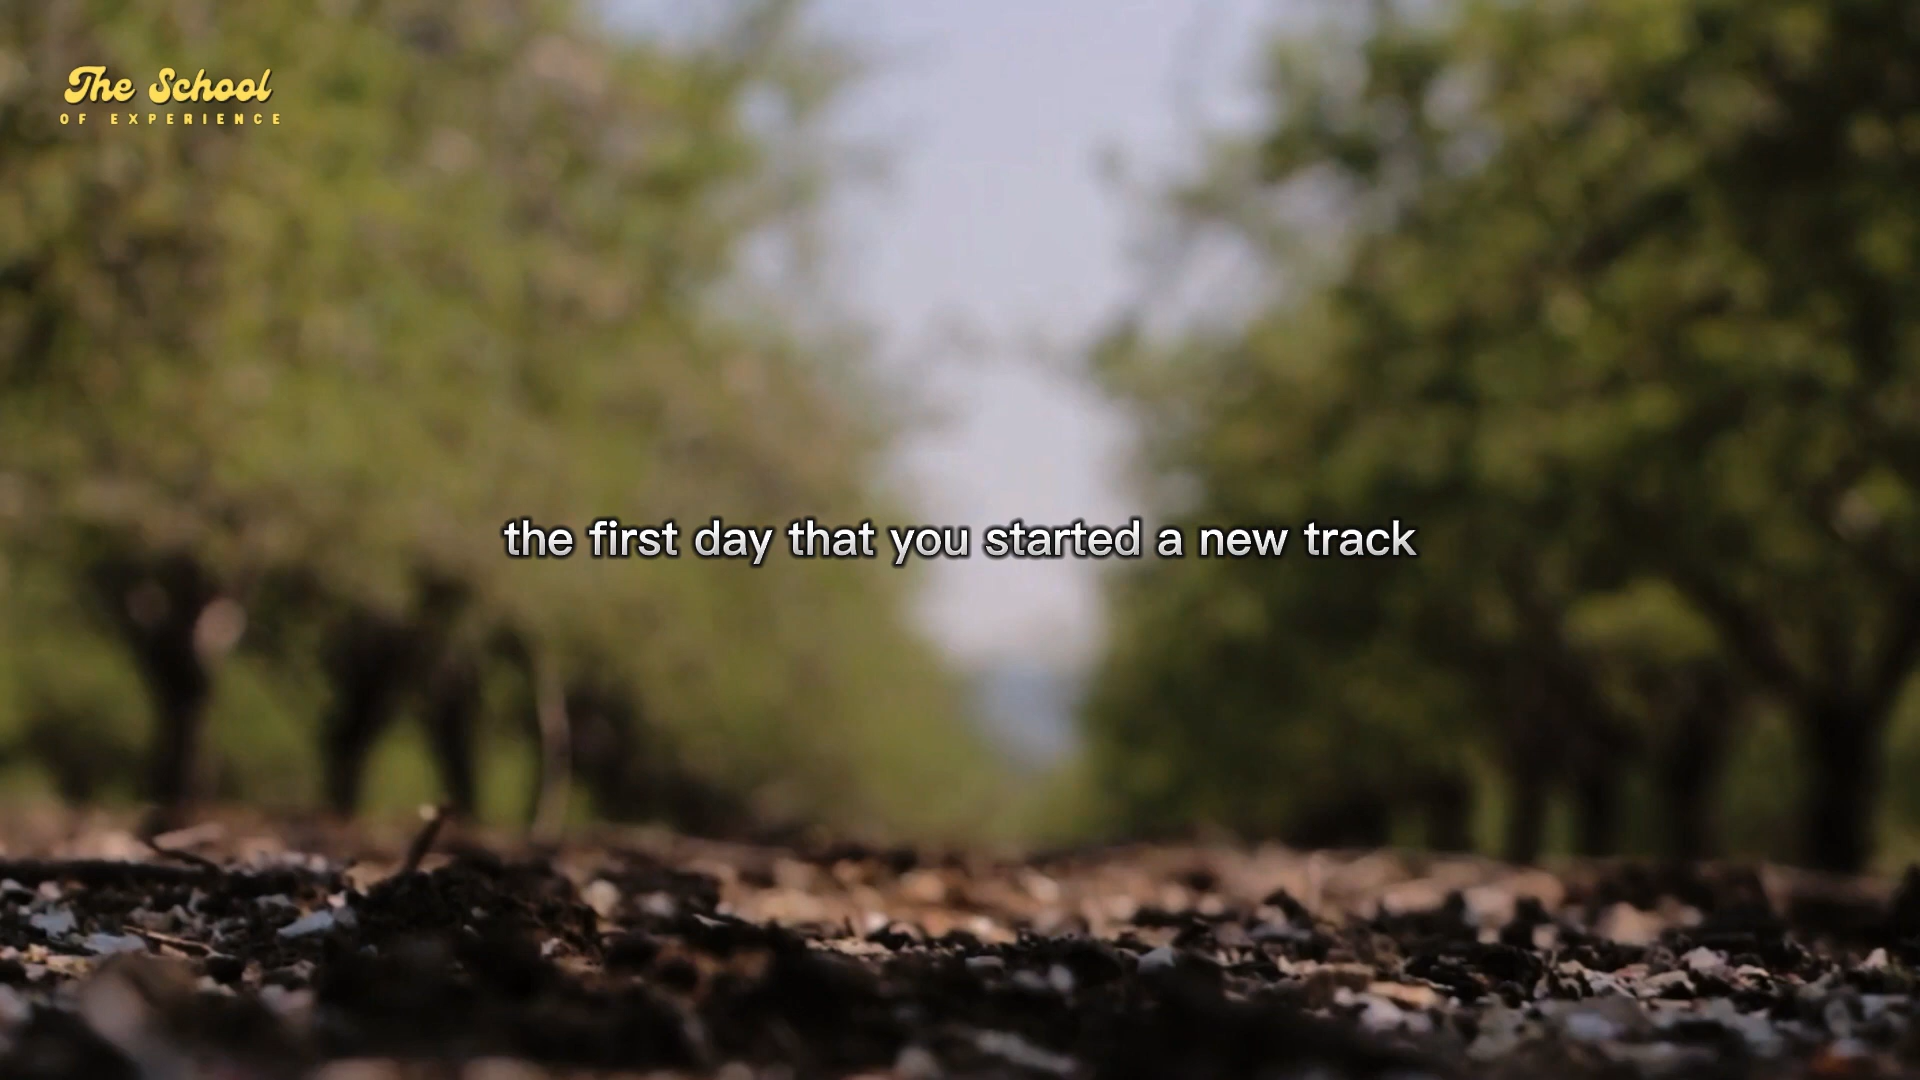 The School
OF EXPERIENCE
the first day that you started a new track